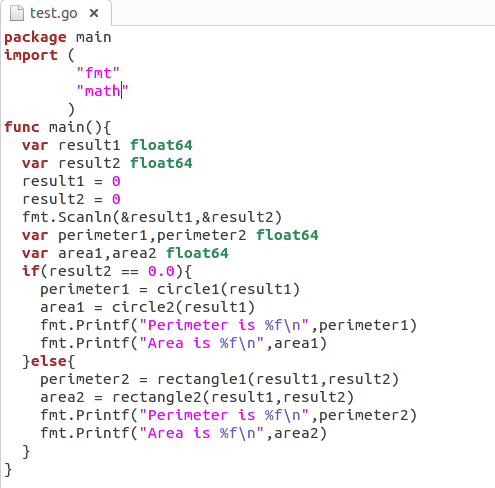 test.go ×
package main
import (
        "fmt"
        "math"
       )
func main(){
  var result1 float64
  var result2 float64
  result1 = 0
  result2 = 0
  fmt.Scanln(&result1,&result2)
  var perimeter1,perimeter2 float64
  var area1,area2 float64
  if(result2 == 0.0){
    perimeter1 = circle1(result1)
    area1 = circle2(result1)
    fmt.Printf("Perimeter is %f\n",perimeter1)
    fmt.Printf("Area is %f\n",area1)
  }else{
    perimeter2 = rectangle1(result1,result2)
    area2 = rectangle2(result1,result2)
    fmt.Printf("Perimeter is %f\n",perimeter2)
    fmt.Printf("Area is %f\n",area2)
  }
}